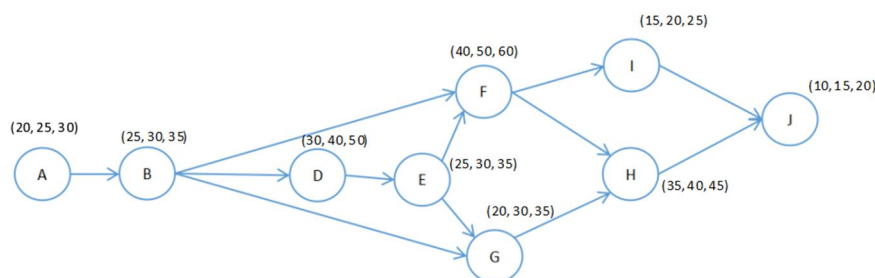 (40, 50, 60)
(15, 20, 25)
I
(10, 15, 20)
F
J
(20, 25, 30)
(25, 30, 35)
(30, 40, 50)
A
B
D
E
(25, 30, 35)
H
(35, 40, 45)
(20, 30, 35)
G